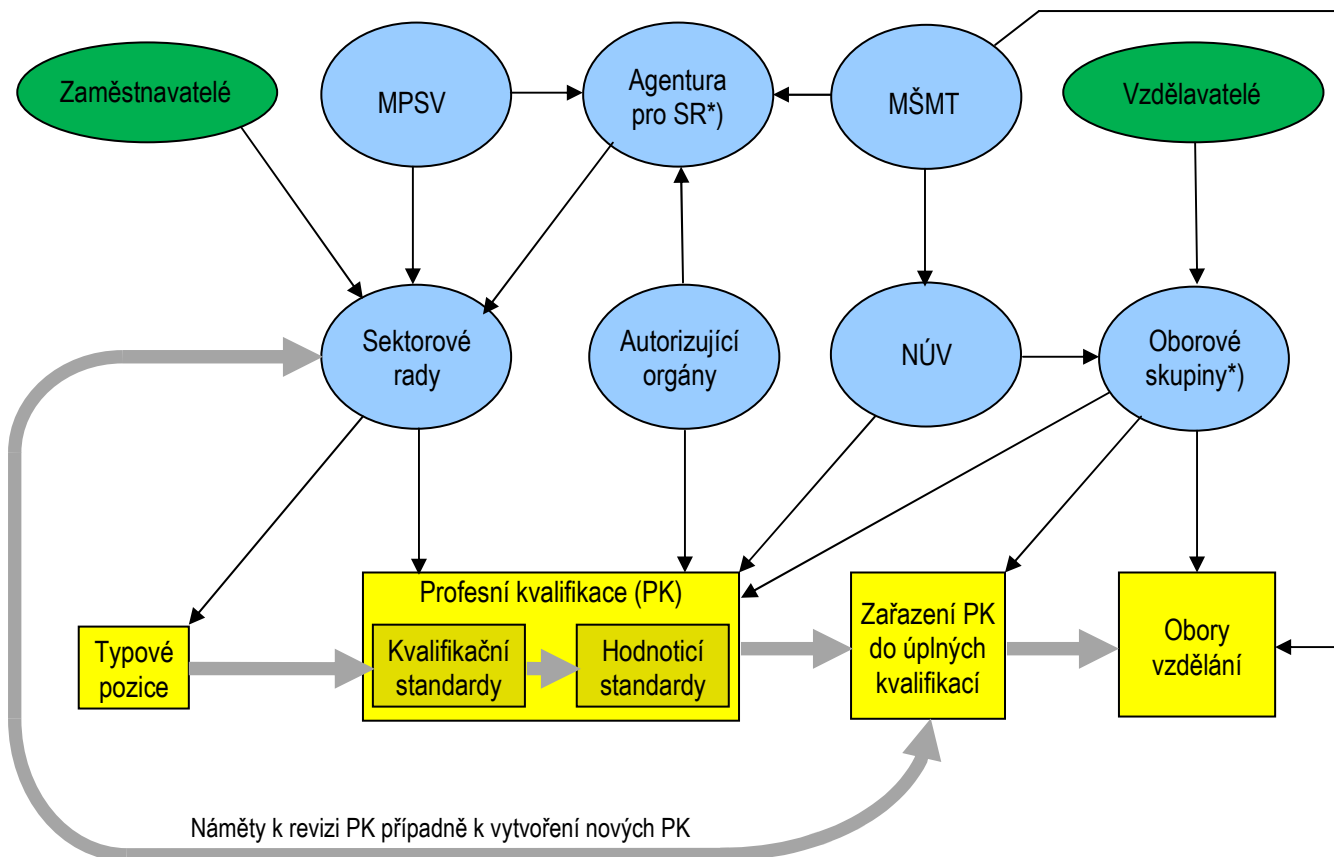 Zaměstnavatelé
MPSV
Agentura
pro SR*)
MŠMT
Vzdělavatelé
Sektorové
rady
Autorizující
orgány
NÚV
Oborové
skupiny*)
Profesní kvalifikace (PK)
Typové
pozice
Kvalifikační
standardy
Hodnoticí
standardy
Zařazení PK
do úplných
kvalifikací
Obory
vzdělání
Náměty k revizi PK případně k vytvoření nových PK